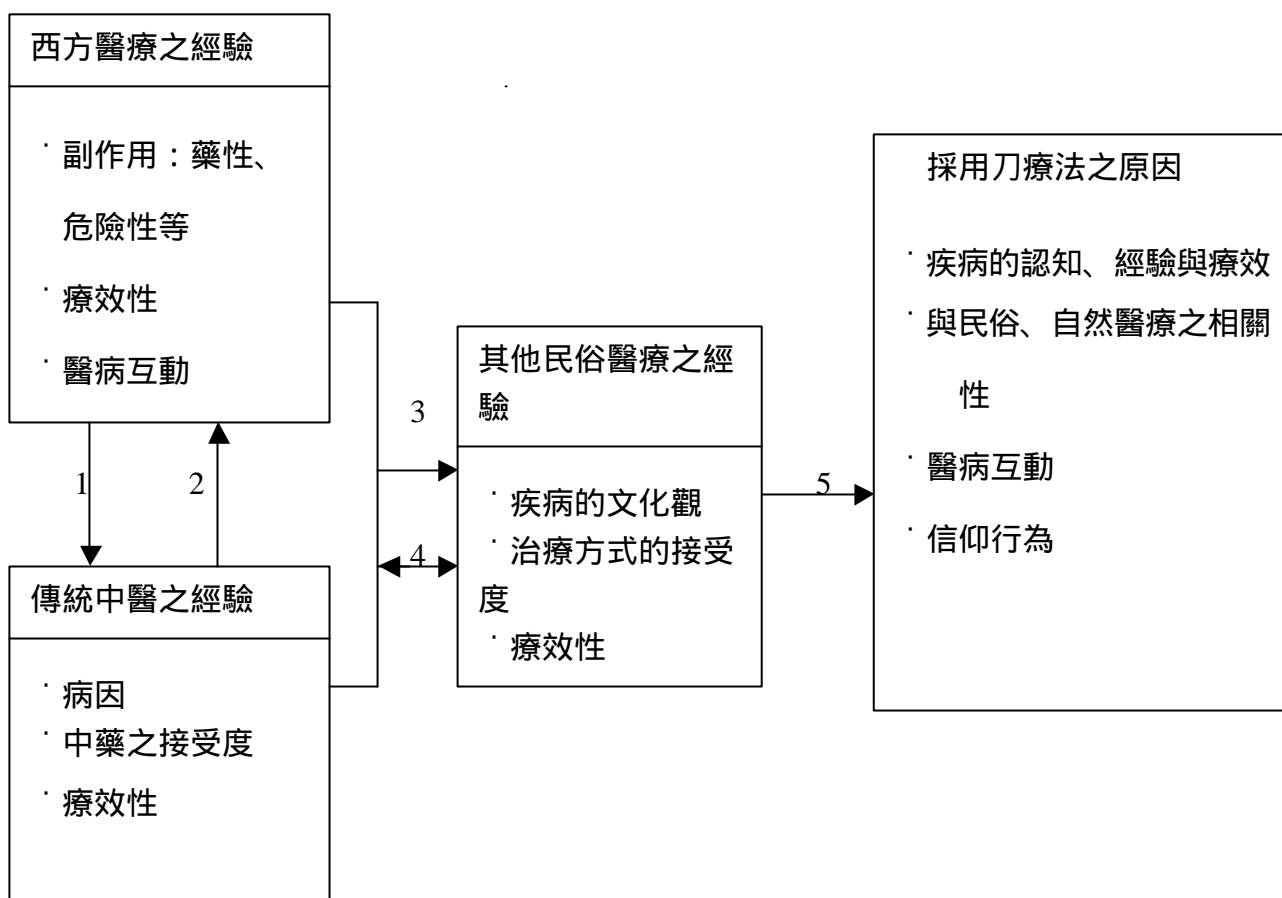 西方醫療之經驗
˙副作用：藥性、
危險性等
˙療效性
˙醫病互動
1
2
傳統中醫之經驗
˙病因
˙中藥之接受度
˙療效性
3
4
其他民俗醫療之經
驗
˙疾病的文化觀
˙治療方式的接受
度
˙療效性
5
採用刀療法之原因
˙疾病的認知、經驗與療效
˙與民俗、自然醫療之相關
性
˙醫病互動
˙信仰行為